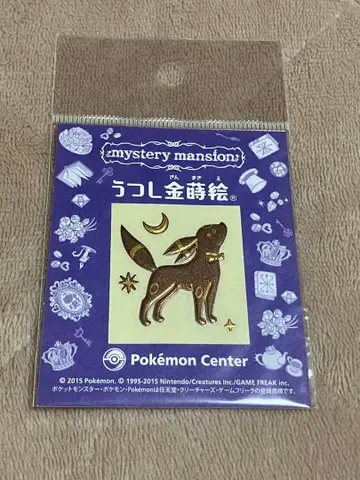 mystery mansion
きん まき え
うつし金蒔絵®
Pokémon Center
© 2015 Pokémon. © 1995-2015 Nintendo/Creatures Inc./GAME FREAK inc.
ポケットモンスター・ポケモン・Pokémonは任天堂・クリーチャーズ・ゲームフリークの登録商標です。